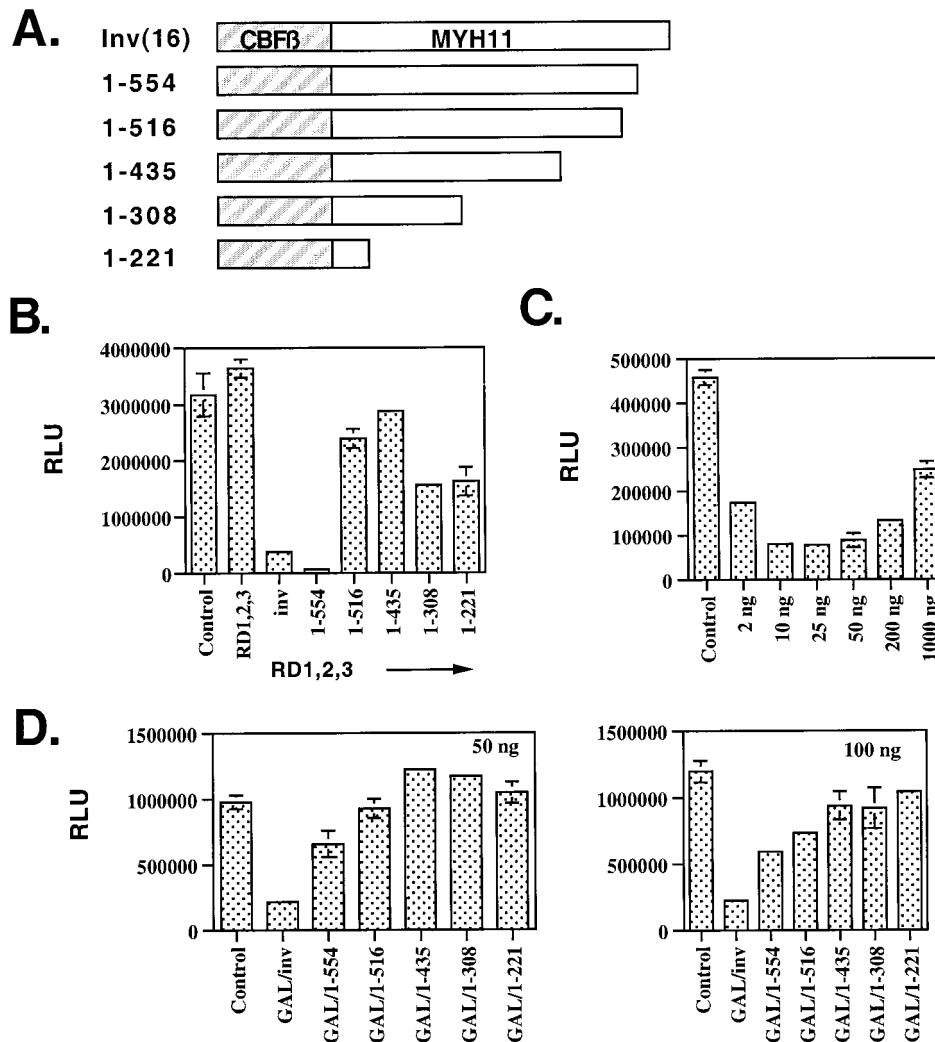 A.
Inv(16) CBFß MYH11
1-554
1-516
1-435
1-308
1-221
B.
RLU
4000000
3000000
2000000
1000000
0
Control
RD1,2,3
inv
1-554
1-516
1-435
1-308
1-221
RD1,2,3
C.
RLU
500000
400000
300000
200000
100000
0
Control
2 ng
10 ng
25 ng
50 ng
200 ng
1000 ng
D.
RLU
50 ng
1500000
1000000
500000
0
Control
GAL/inv
GAL/1-554
GAL/1-516
GAL/1-435
GAL/1-308
GAL/1-221
100 ng
1500000
1000000
500000
0
Control
GAL/inv
GAL/1-554
GAL/1-516
GAL/1-435
GAL/1-308
GAL/1-221